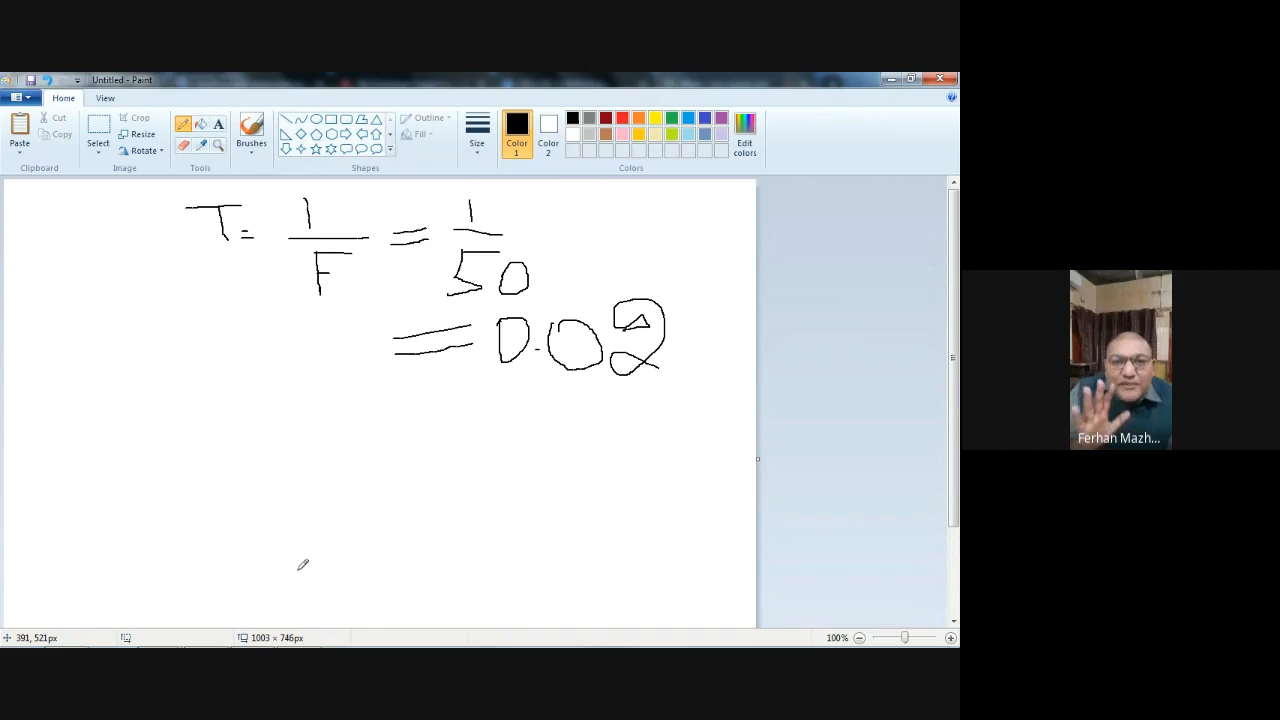 Untitled - Paint
Home View
Paste
Cut
Copy
Clipboard
Select
Crop
Resize
Rotate
Image
A
Tools
Brushes
Shapes
Outline
Fill
Size
Color 1
Color 2
Edit colors
Colors
T = 1/F = 1/50
= 0.02
Ferhan Mazh...
391, 521px
1003 × 746px
100%